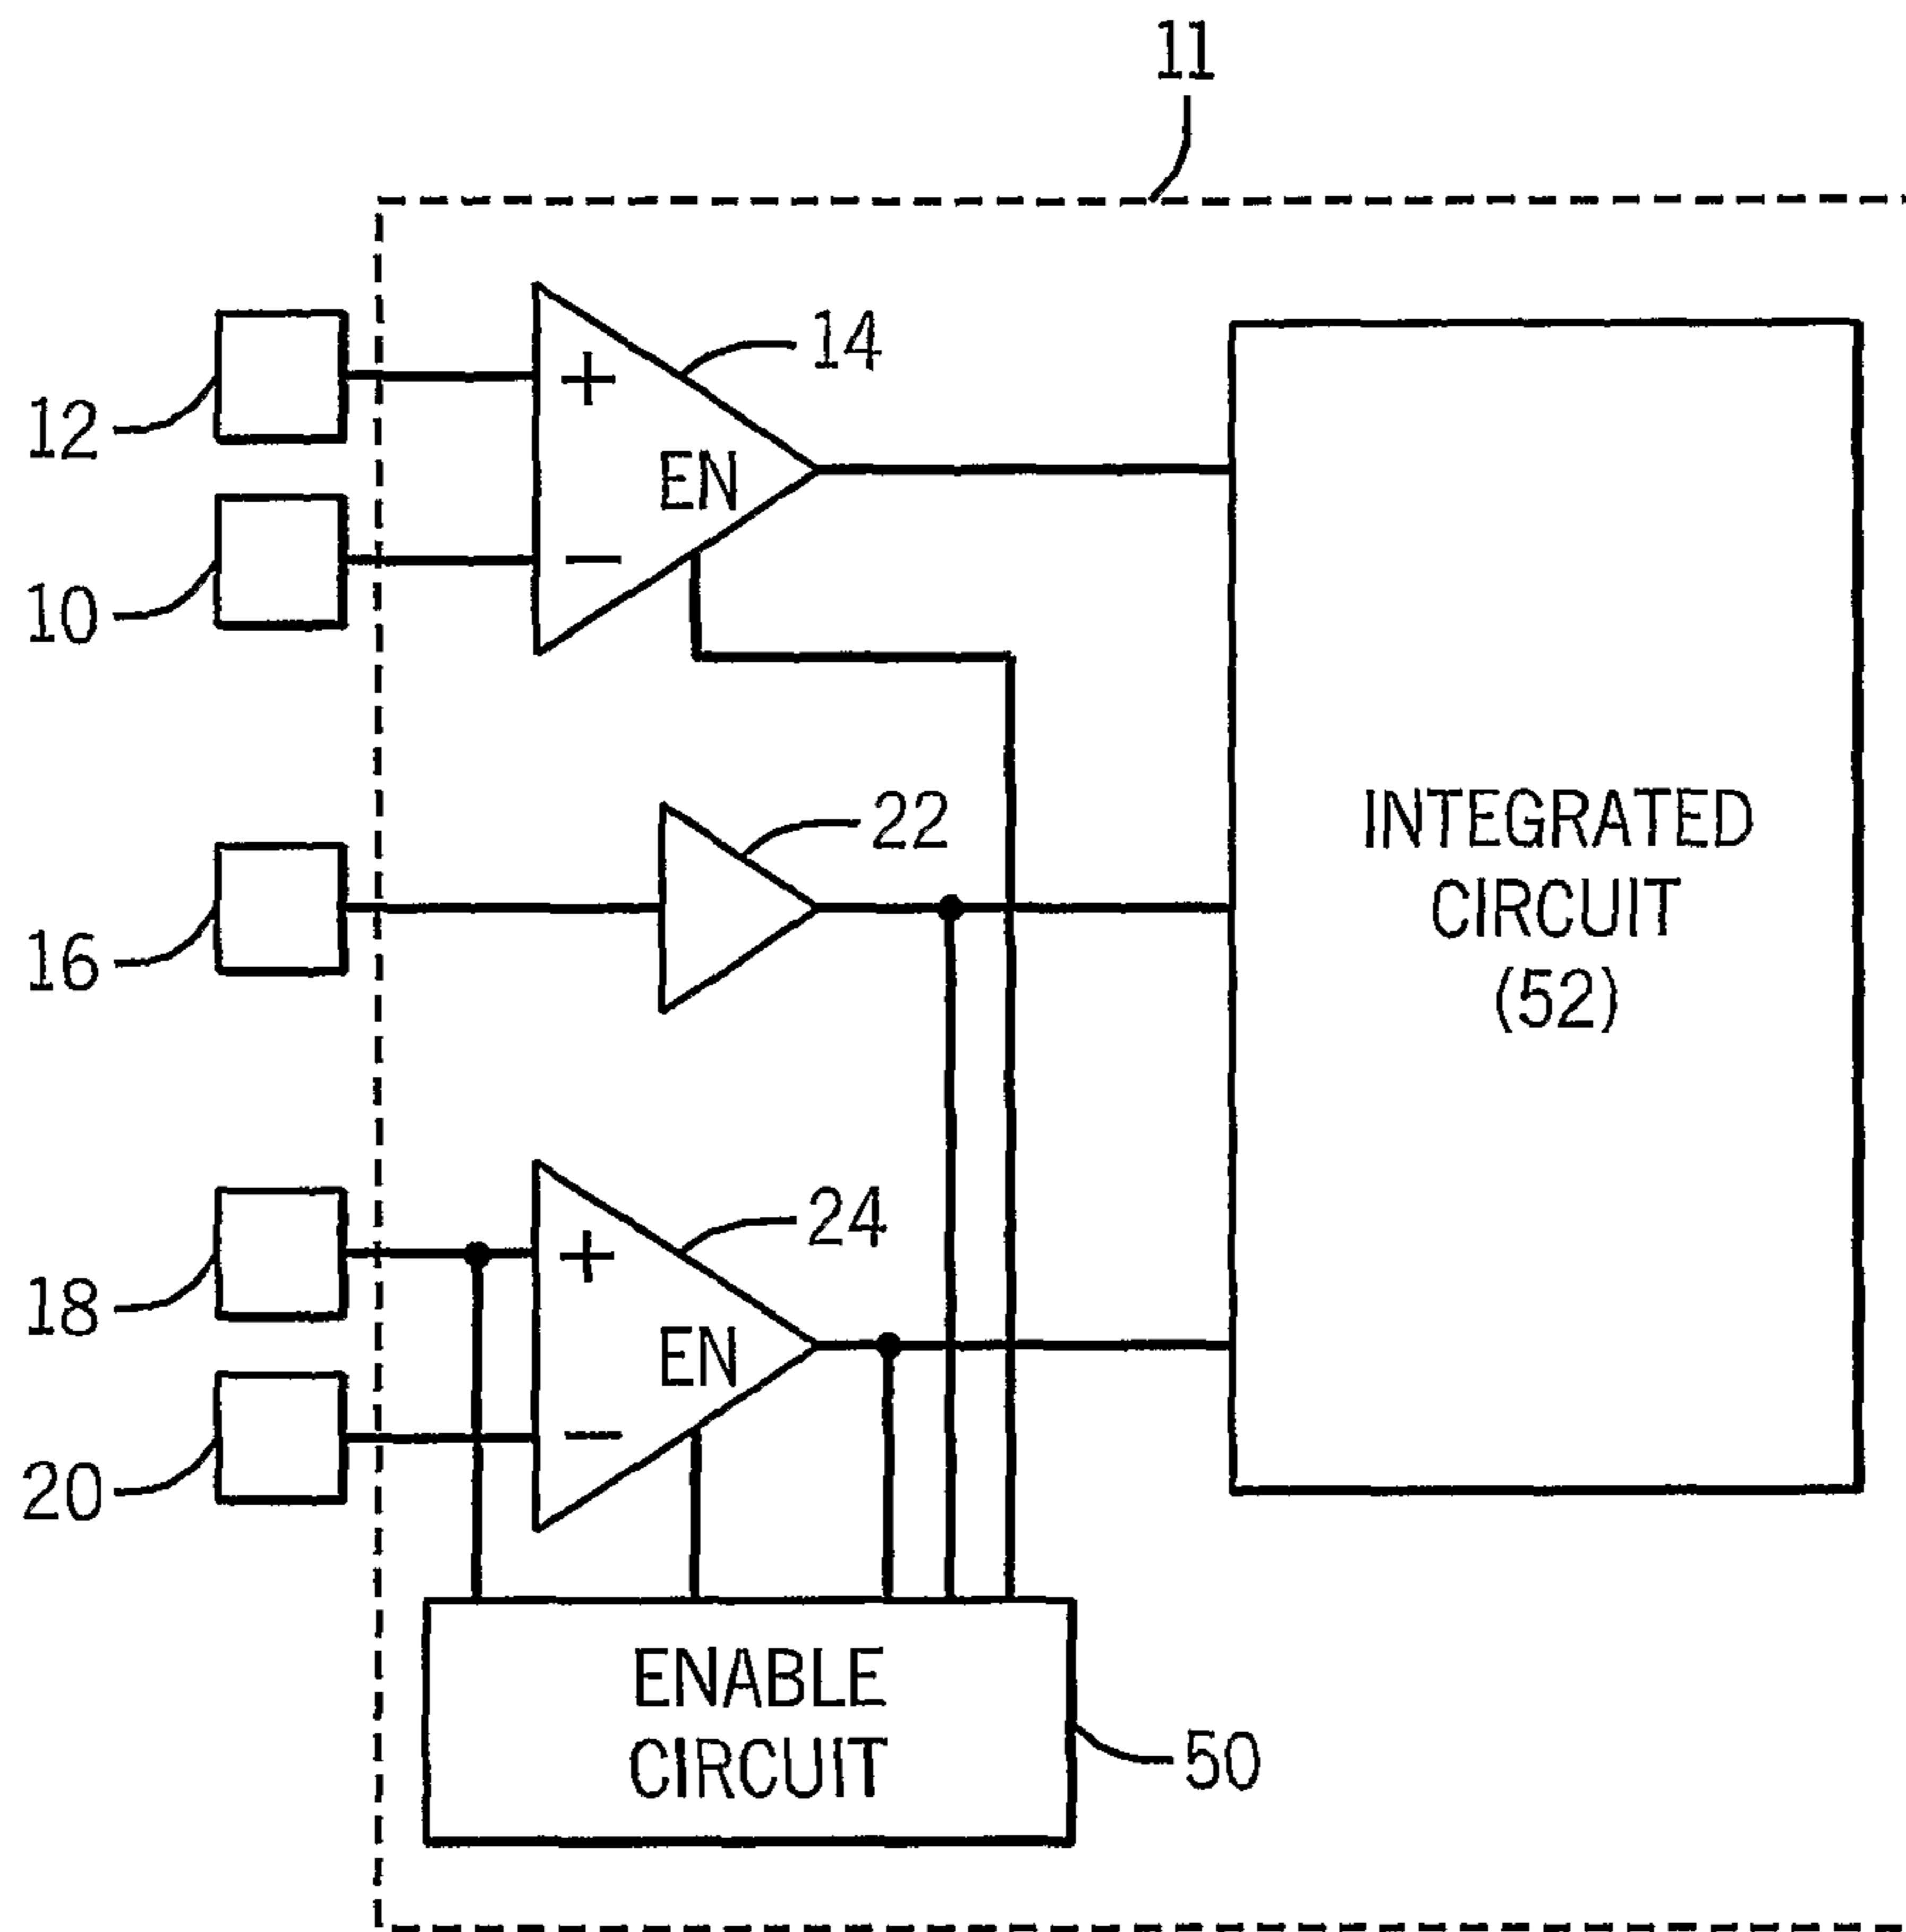 11
14
+
12
EN
10
−
22
INTEGRATED
CIRCUIT
(52)
16
24
+
18
EN
−
20
ENABLE
CIRCUIT
50